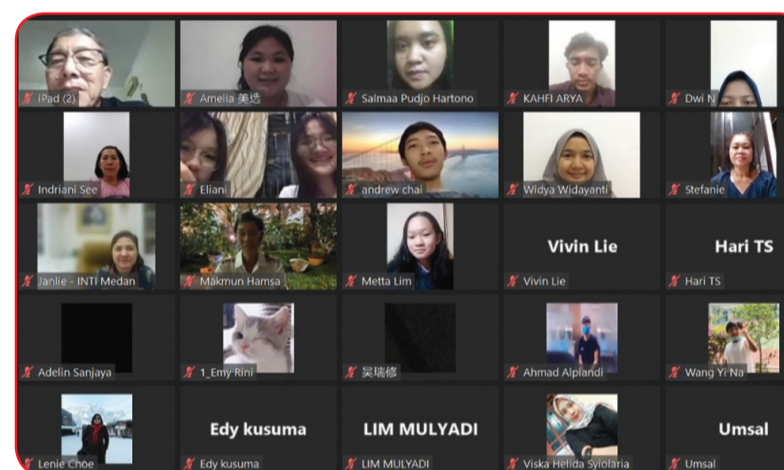 iPad (2)
Amelia 美选
Salmaa Pudjo Hartono
KAHFI ARYA
Dwi N
Indriani See
Eliani
andrew chai
Widya Widayanti
Stefanie
Janlie - INTI Medan
Makmun Hamsa
Metta Lim
Vivin Lie
Vivin Lie
Hari TS
Hari TS
Adelin Sanjaya
1_Emy Rini
吴瑞修
Ahmad Alpiandi
Wang Yi Na
Lenie Choe
Edy kusuma
Edy kusuma
LIM MULYADI
LIM MULYADI
Viska Helida Syiolaria
Umsal
Umsal